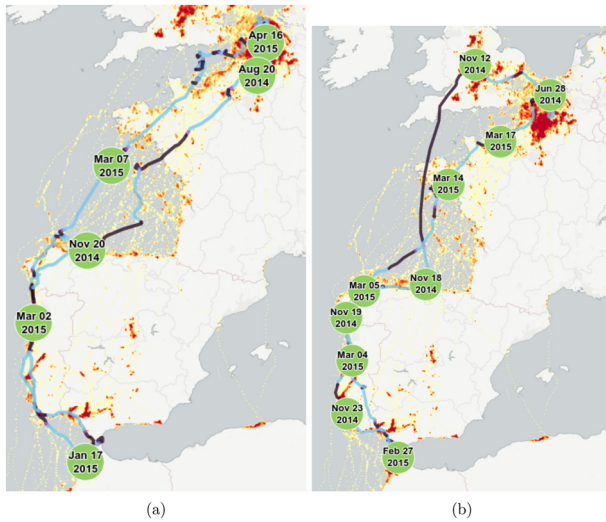 Apr 16
2015
Aug 20
2014
Mar 07
2015
Nov 20
2014
Mar 02
2015
Jan 17
2015
(a)
Nov 12
2014
Jun 28
2014
Mar 17
2015
Mar 14
2015
Nov 18
2014
Mar 05
2015
Nov 19
2014
Mar 04
2015
Nov 23
2014
Feb 27
2015
(b)